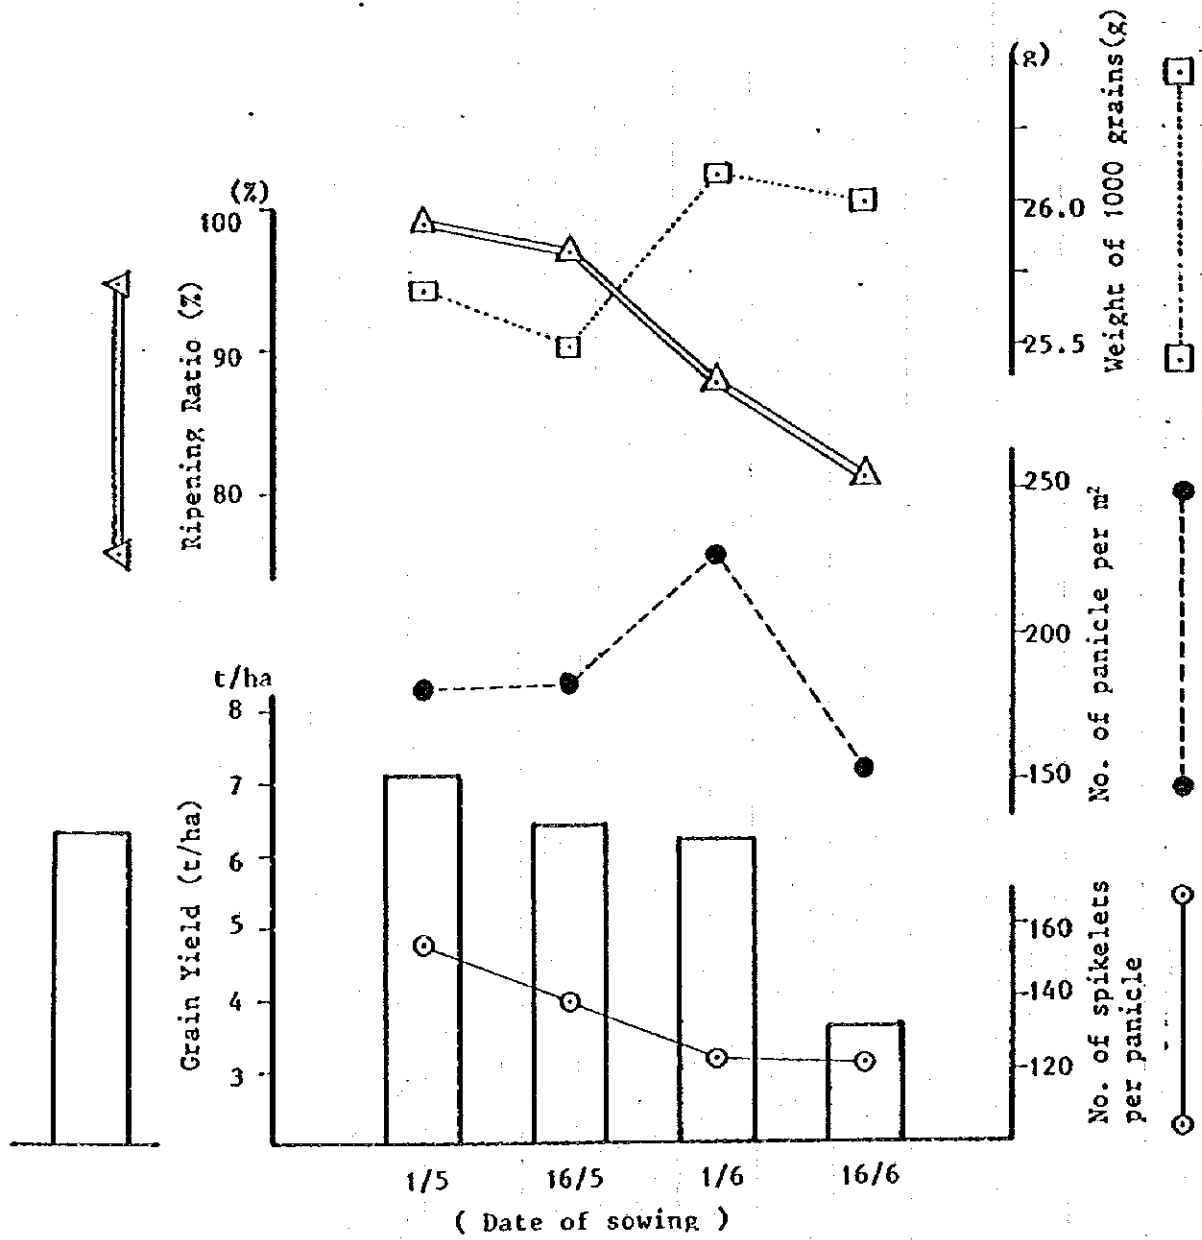 (%)
100
90
80
Ripening Ratio (%)
t/ha
8
7
6
5
4
3
Grain Yield (t/ha)
(g)
26.0
25.5
Weight of 1000 grains(g)
250
200
150
No. of panicle per m²
160
140
120
No. of spikelets
per panicle
1/5 16/5 1/6 16/6
( Date of sowing )